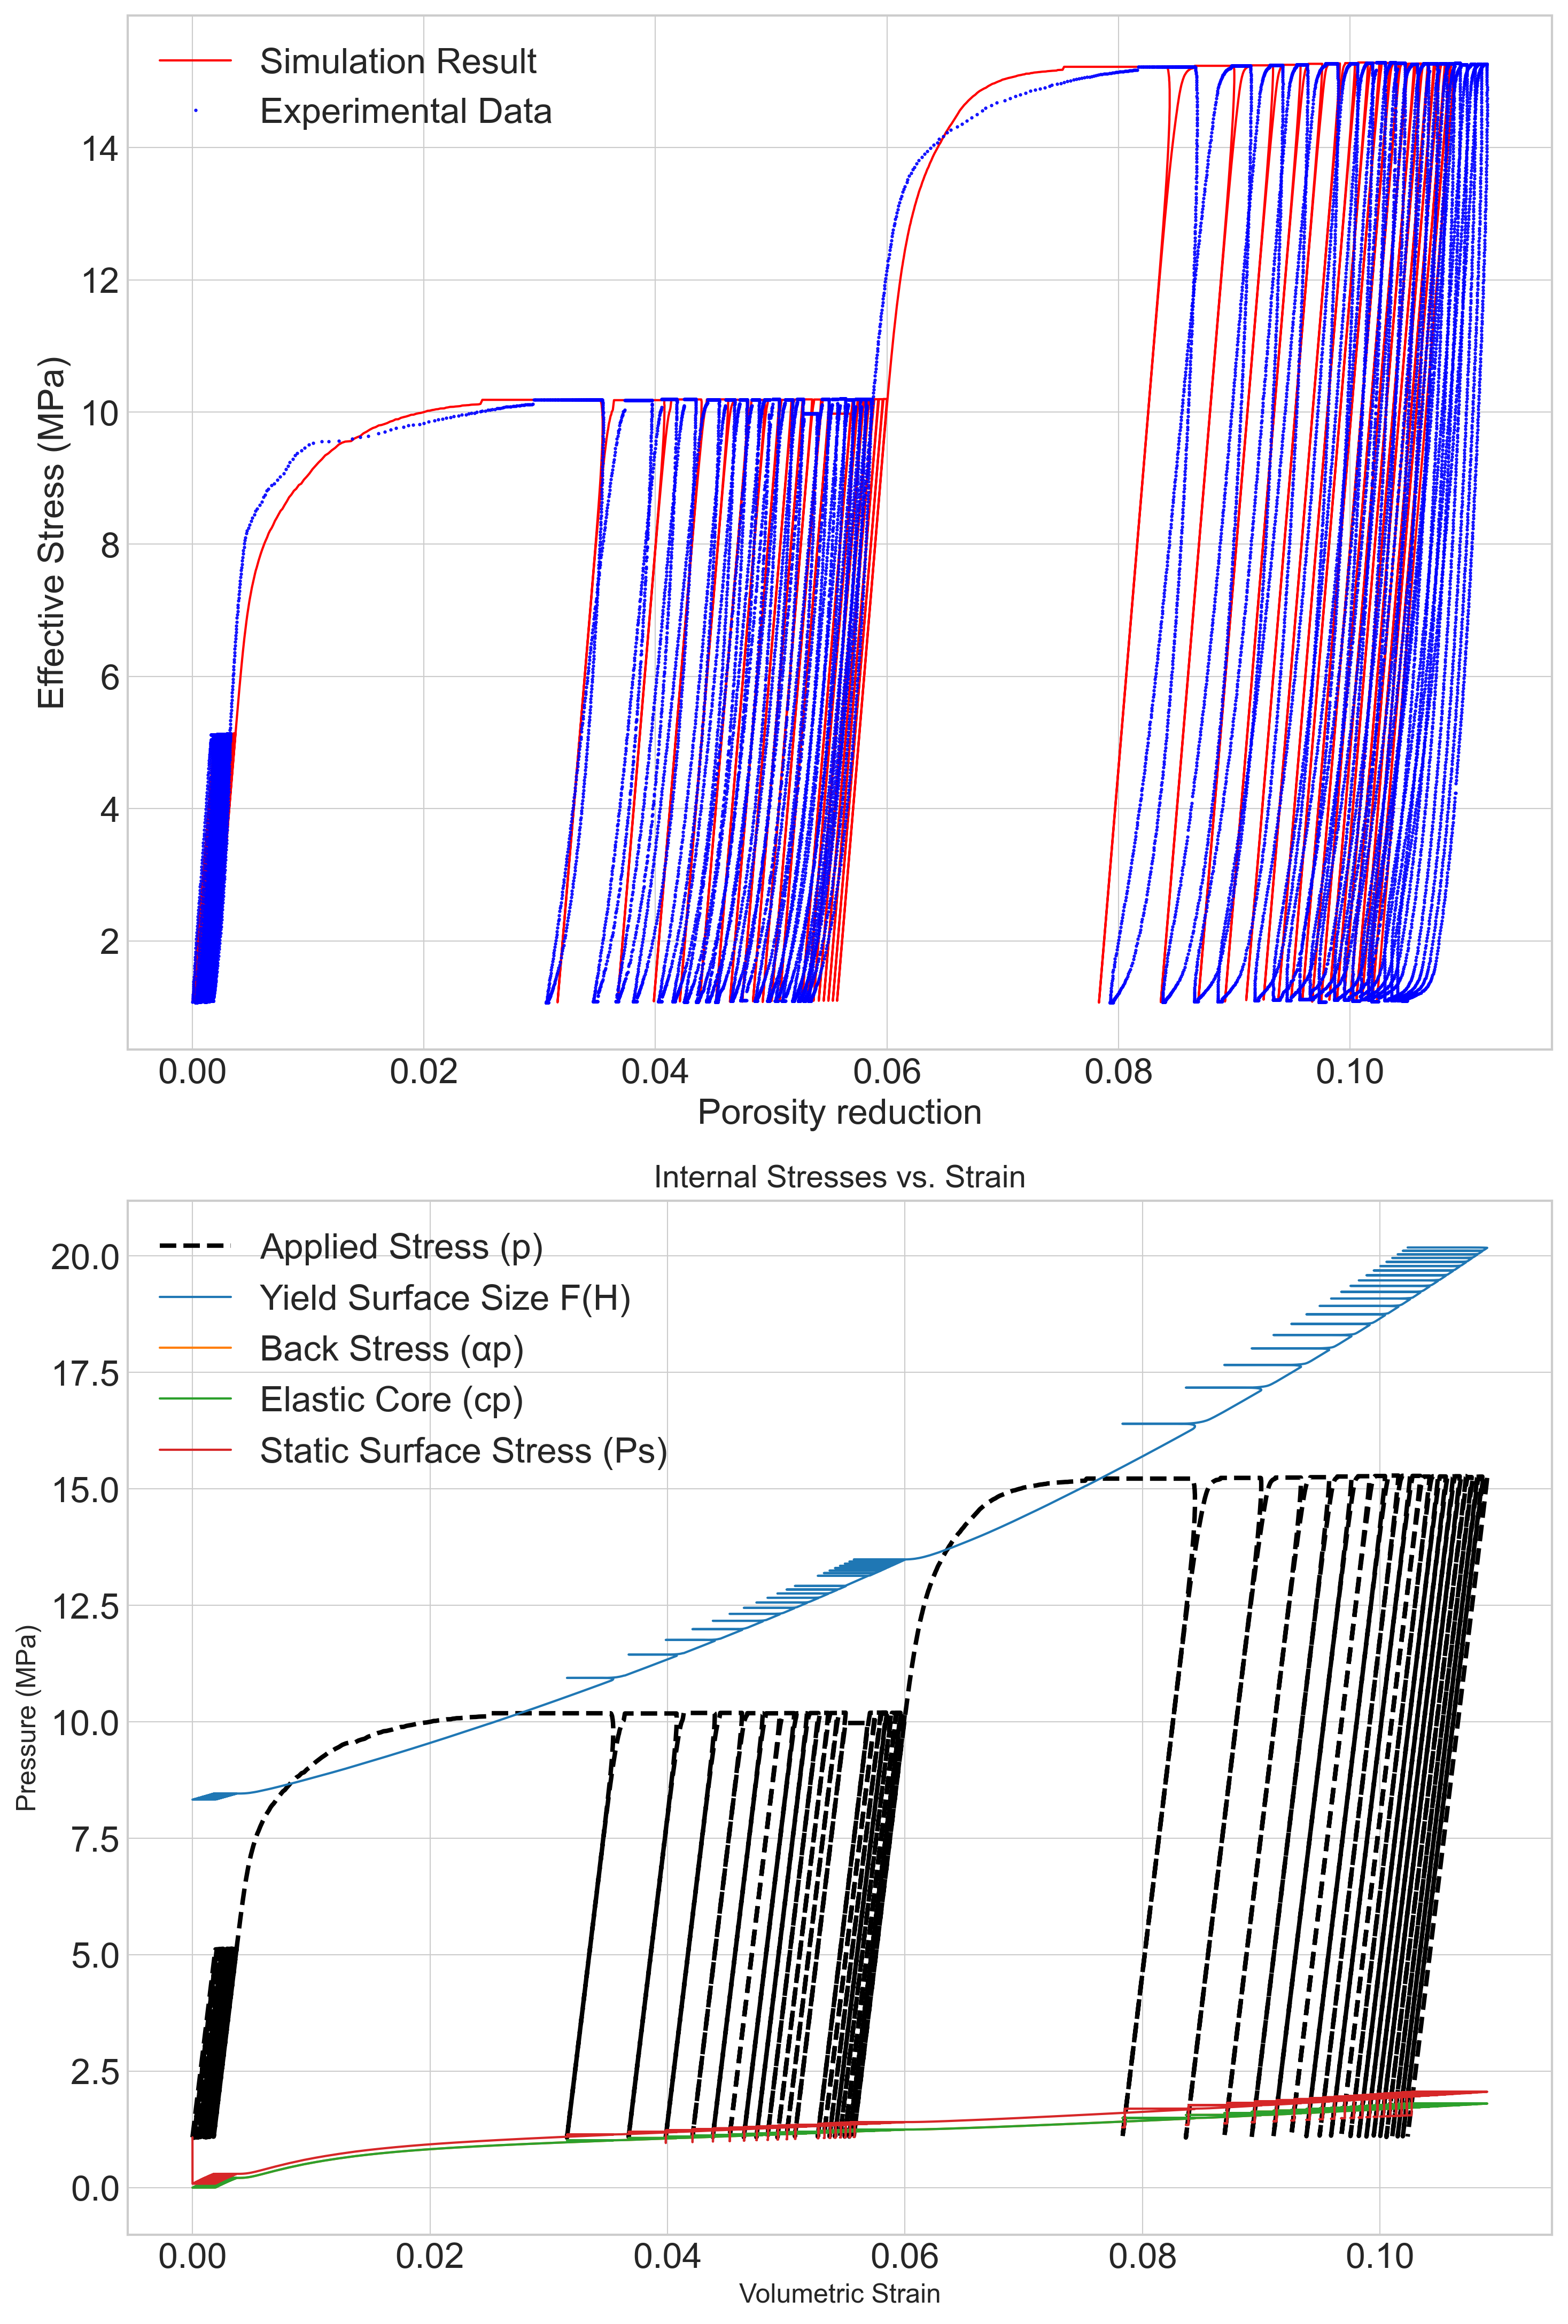 Simulation Result
Experimental Data
14
12
10
8
6
4
2
Effective Stress (MPa)
0.00 0.02 0.04 0.06 0.08 0.10
Porosity reduction
Internal Stresses vs. Strain
Applied Stress (p)
Yield Surface Size F(H)
Back Stress (αp)
Elastic Core (cp)
Static Surface Stress (Ps)
20.0
17.5
15.0
12.5
10.0
7.5
5.0
2.5
0.0
Pressure (MPa)
0.00 0.02 0.04 0.06 0.08 0.10
Volumetric Strain